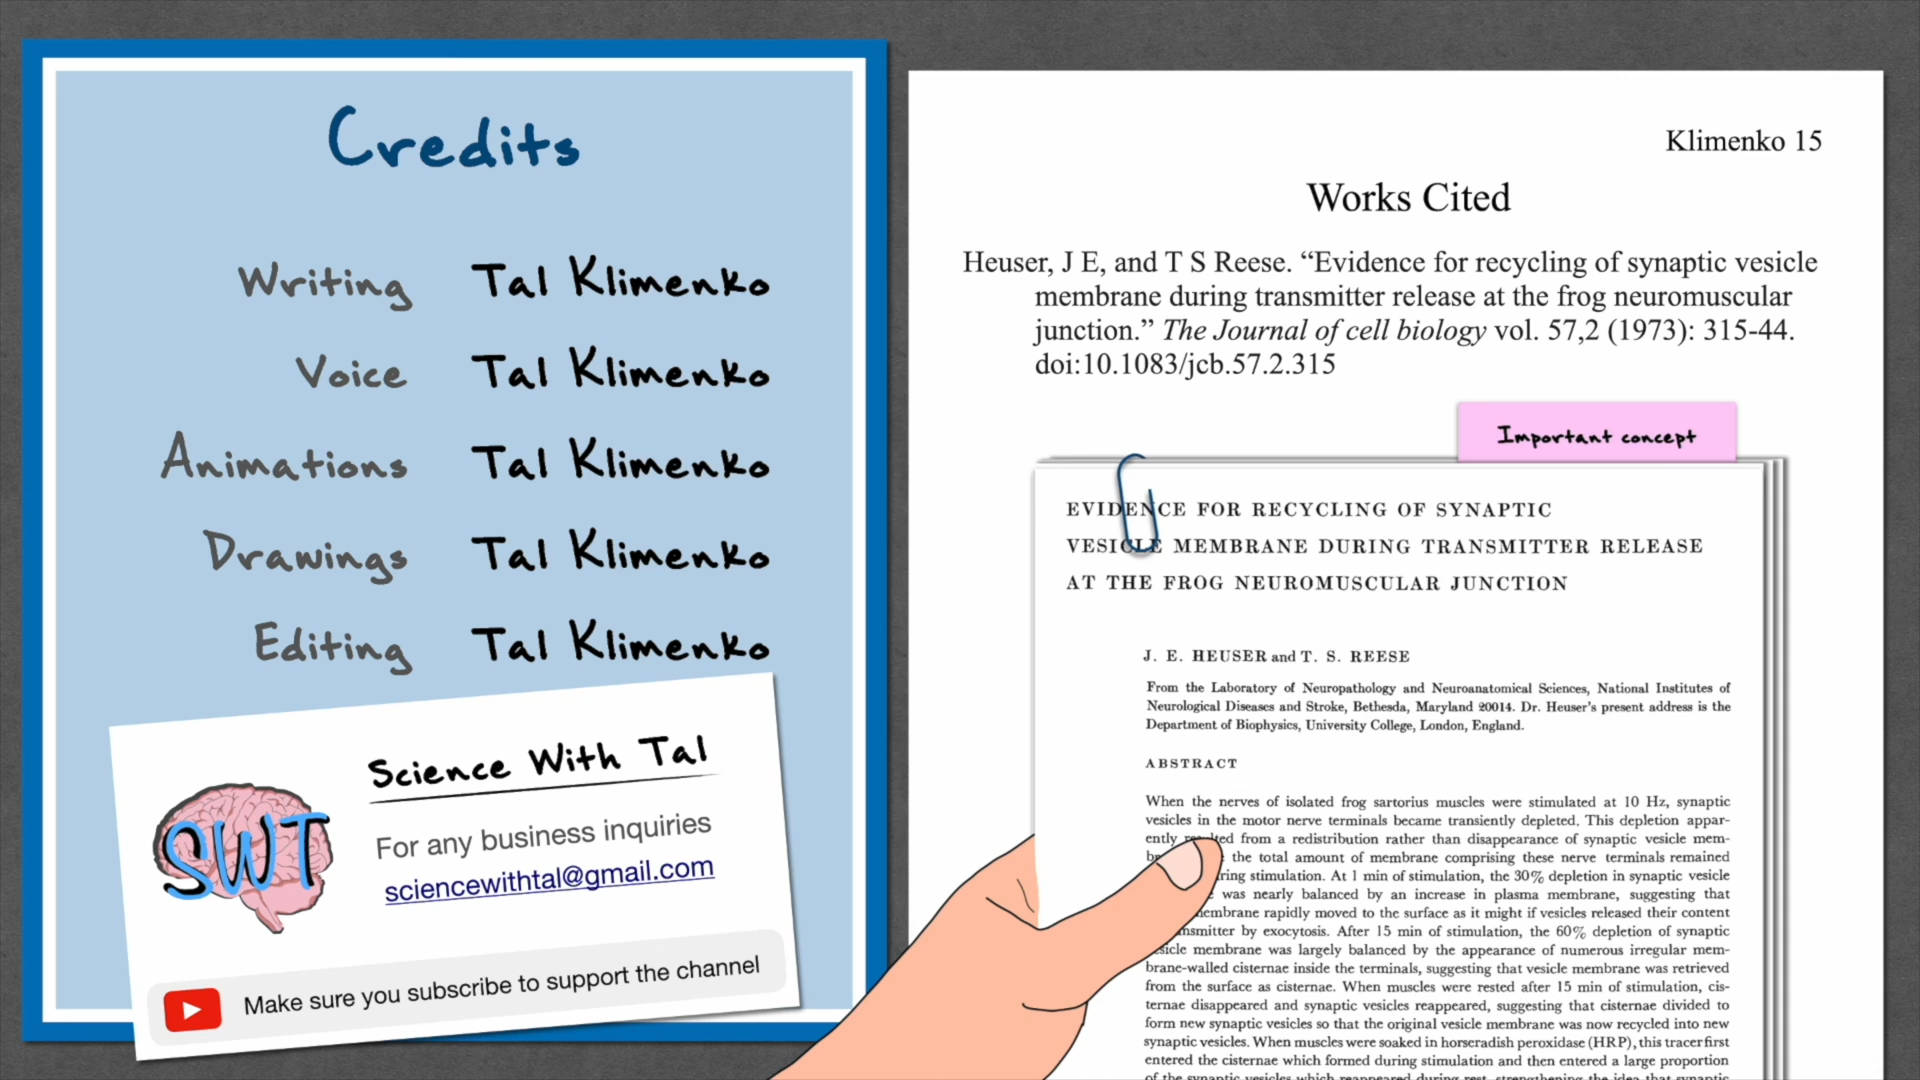 Credits
Writing Tal Klimenko
Voice Tal Klimenko
Animations Tal Klimenko
Drawings Tal Klimenko
Editing Tal Klimenko
SWT
Science With Tal
For any business inquiries
sciencewithtal@gmail.com
Make sure you subscribe to support the channel
Klimenko 15
Works Cited
Heuser, J E, and T S Reese. “Evidence for recycling of synaptic vesicle
membrane during transmitter release at the frog neuromuscular
junction.” The Journal of cell biology vol. 57,2 (1973): 315-44.
doi:10.1083/jcb.57.2.315
Important concept
EVIDENCE FOR RECYCLING OF SYNAPTIC
VESICLE MEMBRANE DURING TRANSMITTER RELEASE
AT THE FROG NEUROMUSCULAR JUNCTION
J. E. HEUSER and T. S. REESE
From the Laboratory of Neuropathology and Neuroanatomical Sciences, National Institutes of
Neurological Diseases and Stroke, Bethesda, Maryland 20014. Dr. Heuser's present address is the
Department of Biophysics, University College, London, England.
ABSTRACT
When the nerves of isolated frog sartorius muscles were stimulated at 10 Hz, synaptic
vesicles in the motor nerve terminals became transiently depleted. This depletion appar-
ently from a redistribution rather than disappearance of synaptic vesicle mem-
the total amount of membrane comprising these nerve terminals remained
stimulation. At 1 min of stimulation, the 30% depletion in synaptic vesicle
was nearly balanced by an increase in plasma membrane, suggesting that
membrane rapidly moved to the surface as it might if vesicles released their content
by exocytosis. After 15 min of stimulation, the 60% depletion of synaptic
vesicle membrane was largely balanced by the appearance of numerous irregular mem-
brane-walled cisternae inside the terminals, suggesting that vesicle membrane was retrieved
from the surface as cisternae. When muscles were rested after 15 min of stimulation, cis-
ternae disappeared and synaptic vesicles reappeared, suggesting that cisternae divided to
form new synaptic vesicles so that the original vesicle membrane was now recycled into new
synaptic vesicles. When muscles were soaked in horseradish peroxidase (HRP), this tracer first
entered the cisternae which formed during stimulation and then entered a large proportion
of the synaptic vesicles which reappeared during rest, strengthening the idea that synaptic